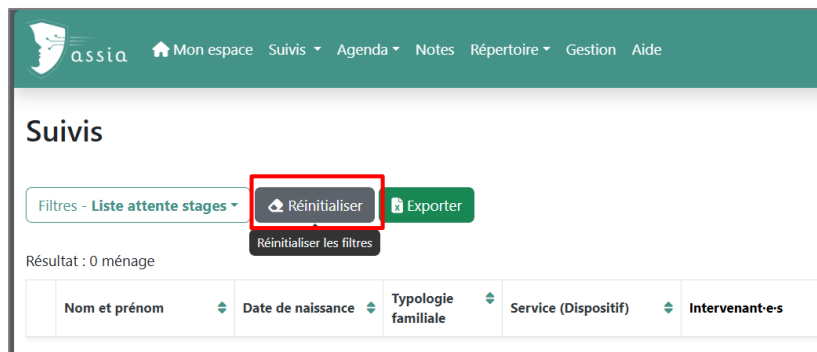 assia Mon espace Suivis Agenda Notes Répertoire Gestion Aide
Suivis
Filtres - Liste attente stages Réinitialiser Exporter
Réinitialiser les filtres
Résultat : 0 ménage
Nom et prénom Date de naissance Typologie familiale Service (Dispositif) Intervenant·e·s